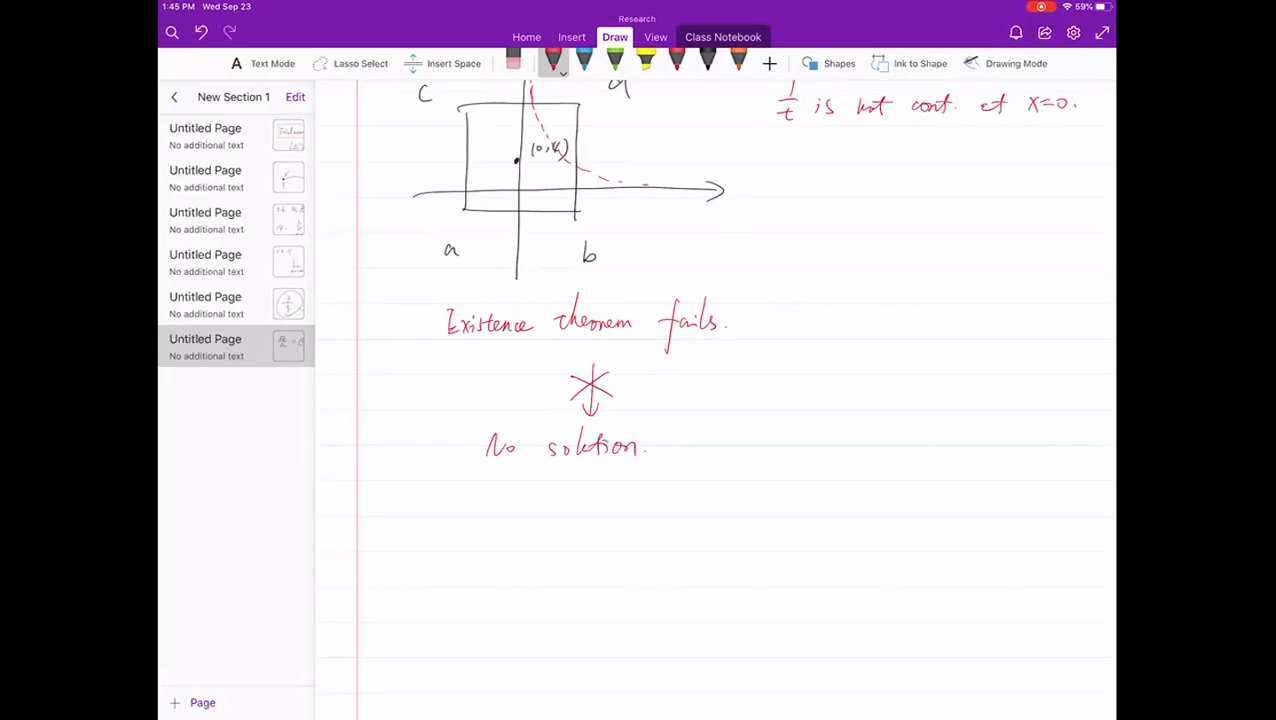 1:45 PM Wed Sep 23
59%
Research
Home Insert Draw View Class Notebook
A Text Mode Lasso Select Insert Space Shapes Ink to Shape Drawing Mode
New Section 1 Edit
Untitled Page
No additional text
Untitled Page
No additional text
Untitled Page
No additional text
Untitled Page
No additional text
Untitled Page
No additional text
Untitled Page
No additional text
+ Page
c d
1/t is not cont. at x=0.
a b
Existence theorem fails.
No solution.